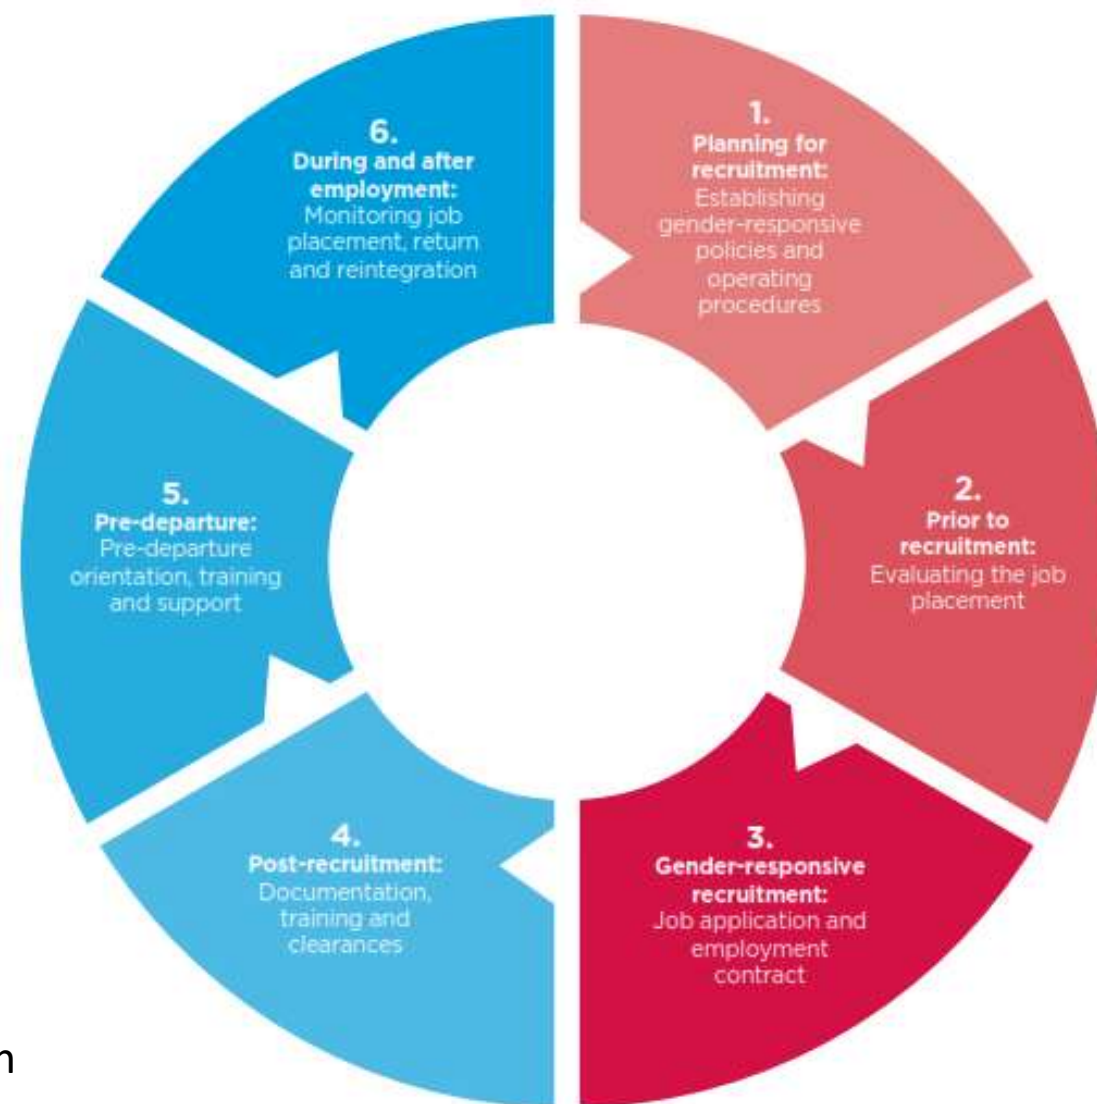 1.
Planning for
recruitment:
Establishing
gender-responsive
policies and
operating
procedures
2.
Prior to
recruitment:
Evaluating the job
placement
3.
Gender-responsive
recruitment:
Job application and
employment
contract
4.
Post-recruitment:
Documentation,
training and
clearances
5.
Pre-departure:
Pre-departure
orientation, training
and support
6.
During and after
employment:
Monitoring job
placement, return
and reintegration